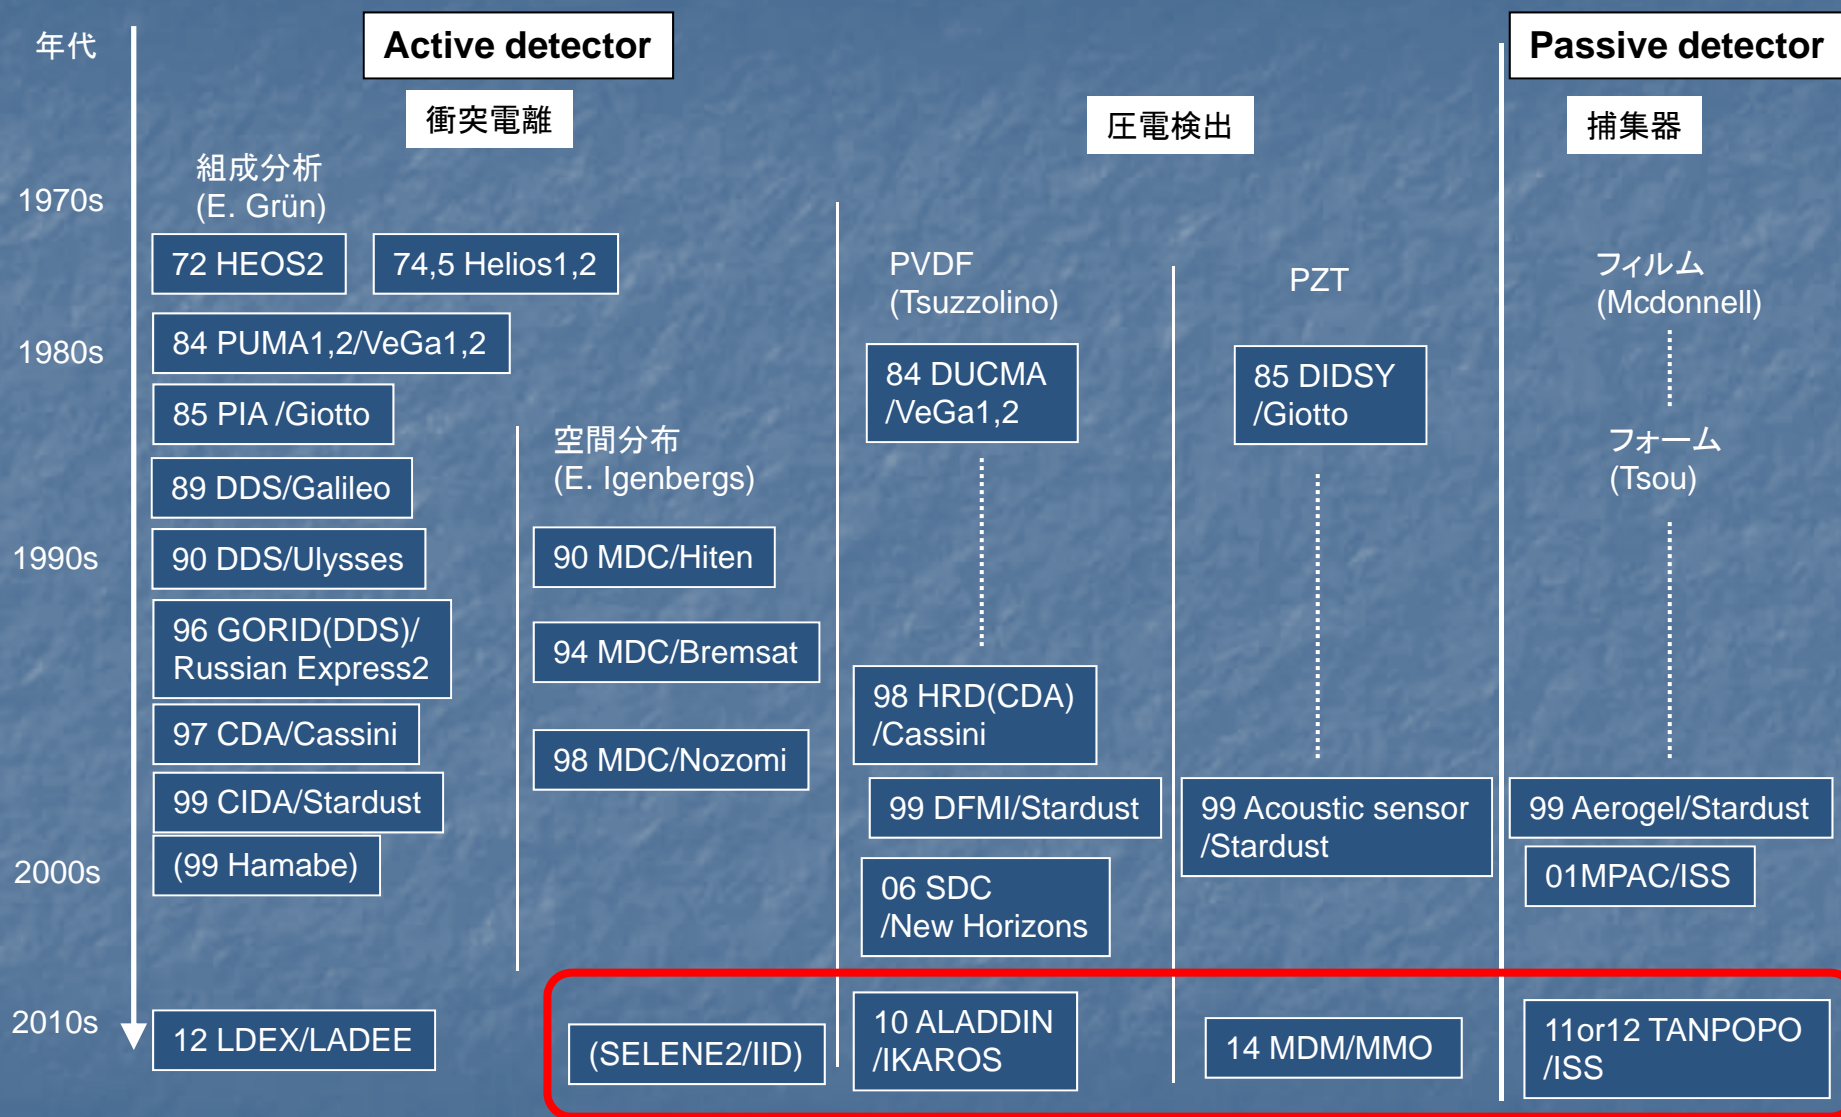 年代
Active detector
Passive detector
衝突電離
圧電検出
捕集器
1970s
1980s
1990s
2000s
2010s
組成分析
(E. Grün)
72 HEOS2
74,5 Helios1,2
84 PUMA1,2/VeGa1,2
85 PIA /Giotto
89 DDS/Galileo
90 DDS/Ulysses
96 GORID(DDS)/
Russian Express2
97 CDA/Cassini
99 CIDA/Stardust
(99 Hamabe)
12 LDEX/LADEE
空間分布
(E. Igenbergs)
90 MDC/Hiten
94 MDC/Bremsat
98 MDC/Nozomi
(SELENE2/IID)
PVDF
(Tsuzzolino)
84 DUCMA
/VeGa1,2
98 HRD(CDA)
/Cassini
99 DFMI/Stardust
06 SDC
/New Horizons
10 ALADDIN
/IKAROS
PZT
85 DIDSY
/Giotto
99 Acoustic sensor
/Stardust
14 MDM/MMO
フィルム
(Mcdonnell)
フォーム
(Tsou)
99 Aerogel/Stardust
01MPAC/ISS
11or12 TANPOPO
/ISS